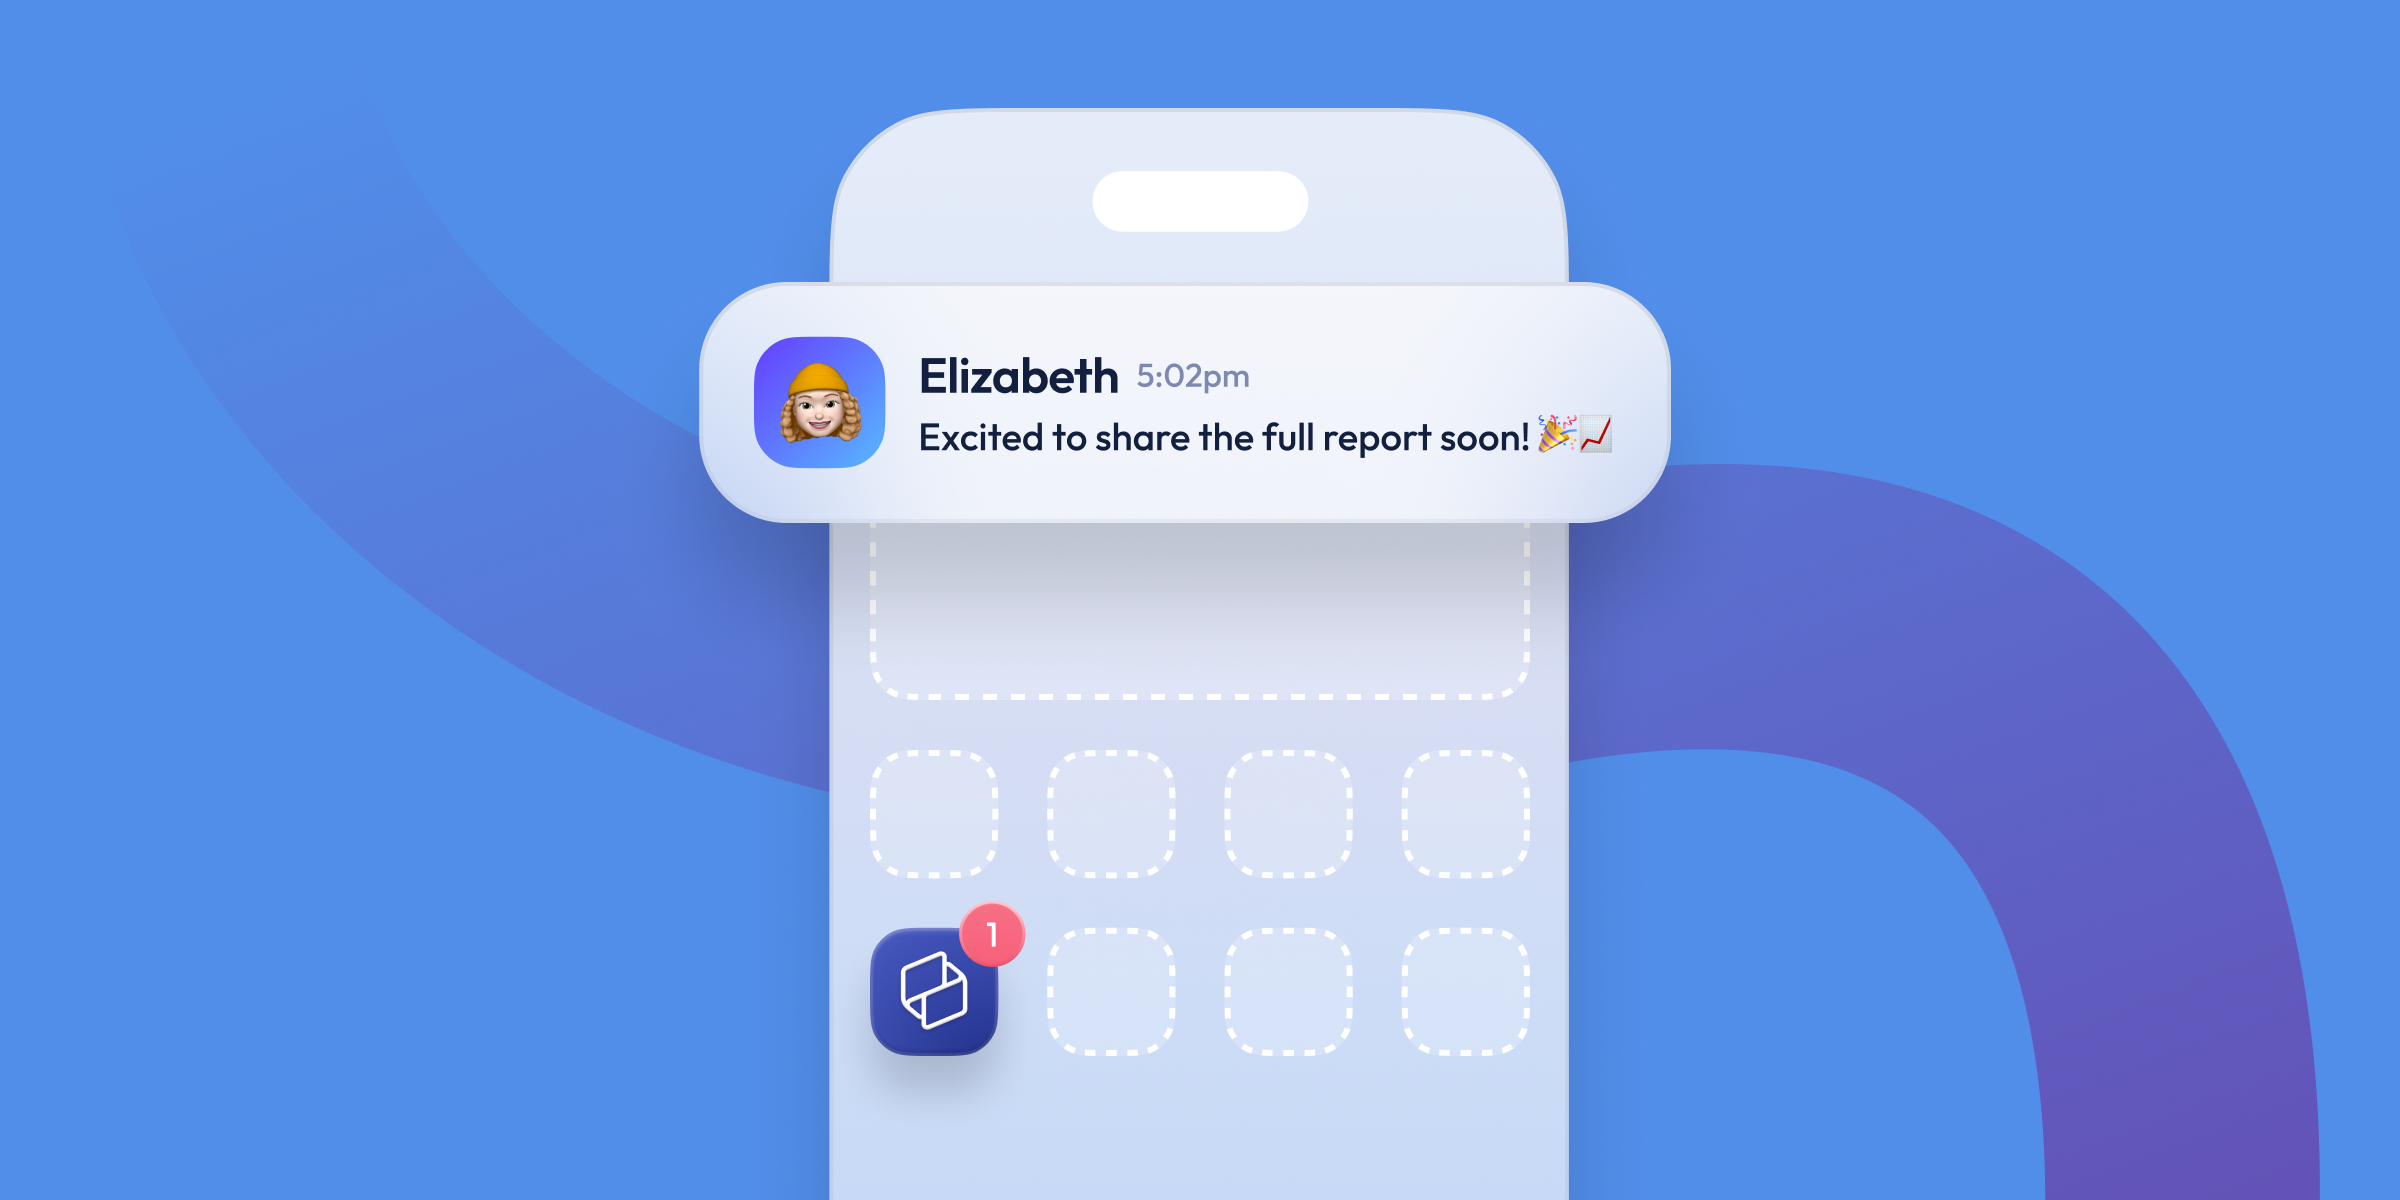 Elizabeth 5:02pm
Excited to share the full report soon! 🎉📈
1